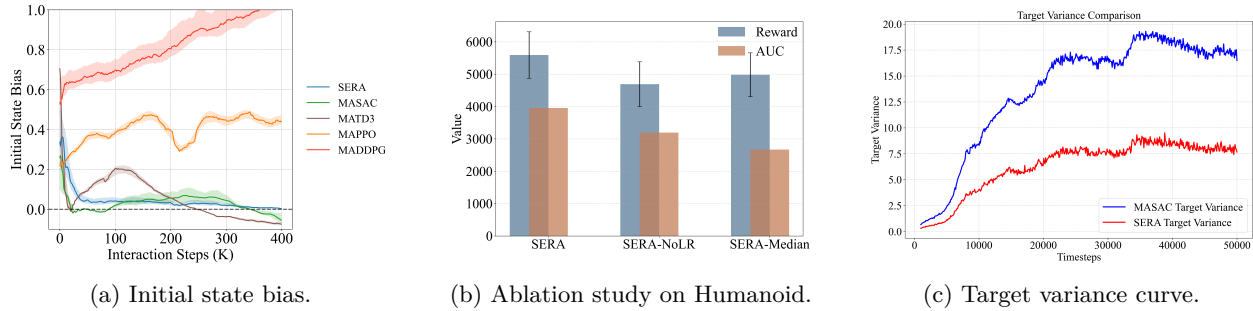 Initial State Bias
1.0
0.8
0.6
0.4
0.2
0.0
0
100
200
300
400
Interaction Steps (K)
SERA
MASAC
MATD3
MAPPO
MADDPG
(a) Initial state bias.
Value
6000
5000
4000
3000
2000
1000
0
Reward
AUC
SERA
SERA-NoLR
SERA-Median
(b) Ablation study on Humanoid.
Target Variance Comparison
Target Variance
20.0
17.5
15.0
12.5
10.0
7.5
5.0
2.5
0.0
MASAC Target Variance
SERA Target Variance
0
10000
20000
30000
40000
50000
Timesteps
(c) Target variance curve.